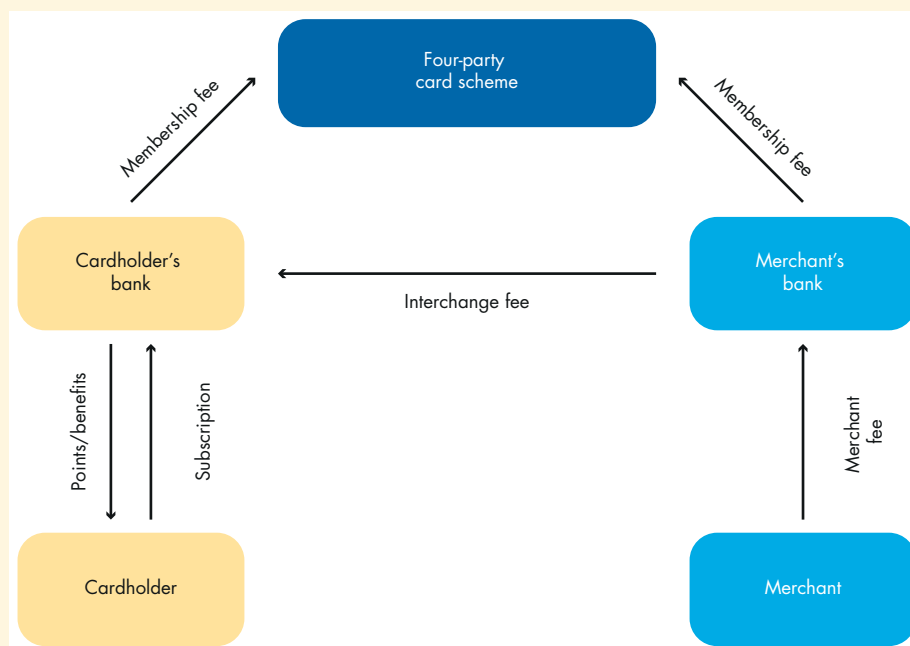 Four-party
card scheme
Membership fee
Membership fee
Cardholder's
bank
Merchant's
bank
Interchange fee
Points/benefits
Subscription
Merchant
fee
Cardholder
Merchant